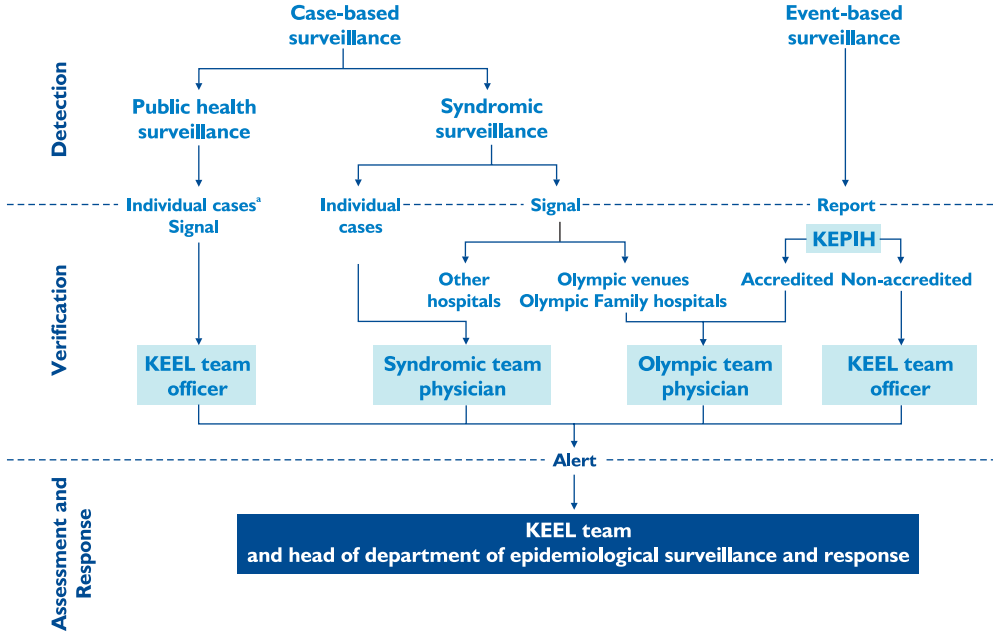 Case-based
surveillance
Event-based
surveillance
Detection
Public health
surveillance
Syndromic
surveillance
Individual casesᵃ
Signal
Individual
cases
Signal
Report
KEPIH
Verification
Other
hospitals
Olympic venues
Olympic Family hospitals
Accredited
Non-accredited
KEEL team
officer
Syndromic team
physician
Olympic team
physician
KEEL team
officer
Alert
Assessment and
Response
KEEL team
and head of department of epidemiological surveillance and response